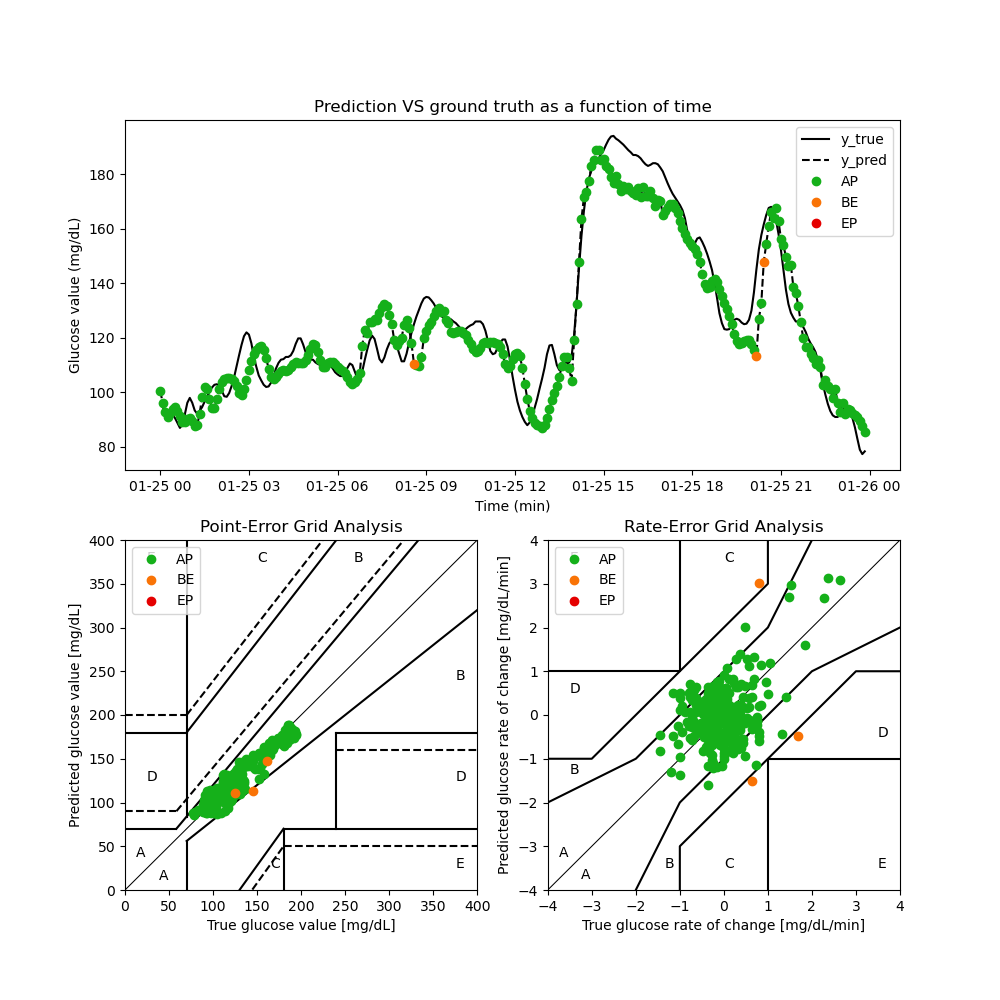 Prediction VS ground truth as a function of time
Glucose value (mg/dL)
180
160
140
120
100
80
y_true
y_pred
AP
BE
EP
01-25 00 01-25 03 01-25 06 01-25 09 01-25 12 01-25 15 01-25 18 01-25 21 01-26 00
Time (min)
Point-Error Grid Analysis
Predicted glucose value [mg/dL]
400
350
300
250
200
150
100
50
0
AP
BE
EP
C
B
B
D
D
A
A
C
E
0 50 100 150 200 250 300 350 400
True glucose value [mg/dL]
Rate-Error Grid Analysis
Predicted glucose rate of change [mg/dL/min]
4
3
2
1
0
−1
−2
−3
−4
AP
BE
EP
C
D
D
B
A
A
B
C
E
−4 −3 −2 −1 0 1 2 3 4
True glucose rate of change [mg/dL/min]